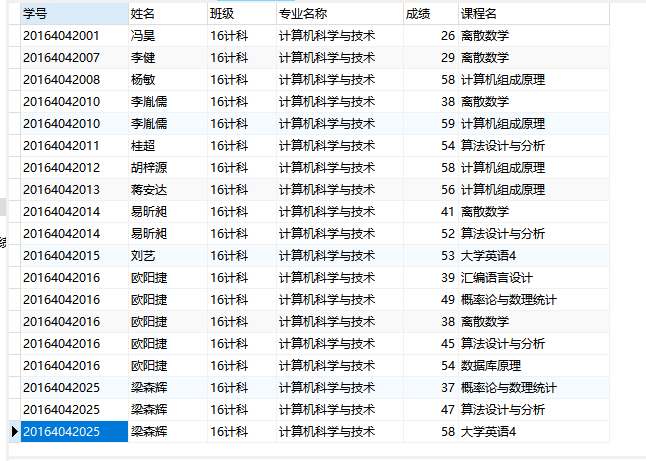 学号 姓名 班级 专业名称 成绩 课程名
20164042001 冯昊 16计科 计算机科学与技术 26 离散数学
20164042007 李健 16计科 计算机科学与技术 29 离散数学
20164042008 杨敏 16计科 计算机科学与技术 58 计算机组成原理
20164042010 李胤儒 16计科 计算机科学与技术 38 离散数学
20164042010 李胤儒 16计科 计算机科学与技术 59 计算机组成原理
20164042011 桂超 16计科 计算机科学与技术 54 算法设计与分析
20164042012 胡梓源 16计科 计算机科学与技术 58 计算机组成原理
20164042013 蒋安达 16计科 计算机科学与技术 56 计算机组成原理
20164042014 易昕昶 16计科 计算机科学与技术 41 离散数学
20164042014 易昕昶 16计科 计算机科学与技术 52 算法设计与分析
20164042015 刘艺 16计科 计算机科学与技术 53 大学英语4
20164042016 欧阳捷 16计科 计算机科学与技术 39 汇编语言设计
20164042016 欧阳捷 16计科 计算机科学与技术 49 概率论与数理统计
20164042016 欧阳捷 16计科 计算机科学与技术 38 离散数学
20164042016 欧阳捷 16计科 计算机科学与技术 45 算法设计与分析
20164042016 欧阳捷 16计科 计算机科学与技术 54 数据库原理
20164042025 梁森辉 16计科 计算机科学与技术 37 概率论与数理统计
20164042025 梁森辉 16计科 计算机科学与技术 47 算法设计与分析
20164042025 梁森辉 16计科 计算机科学与技术 58 大学英语4